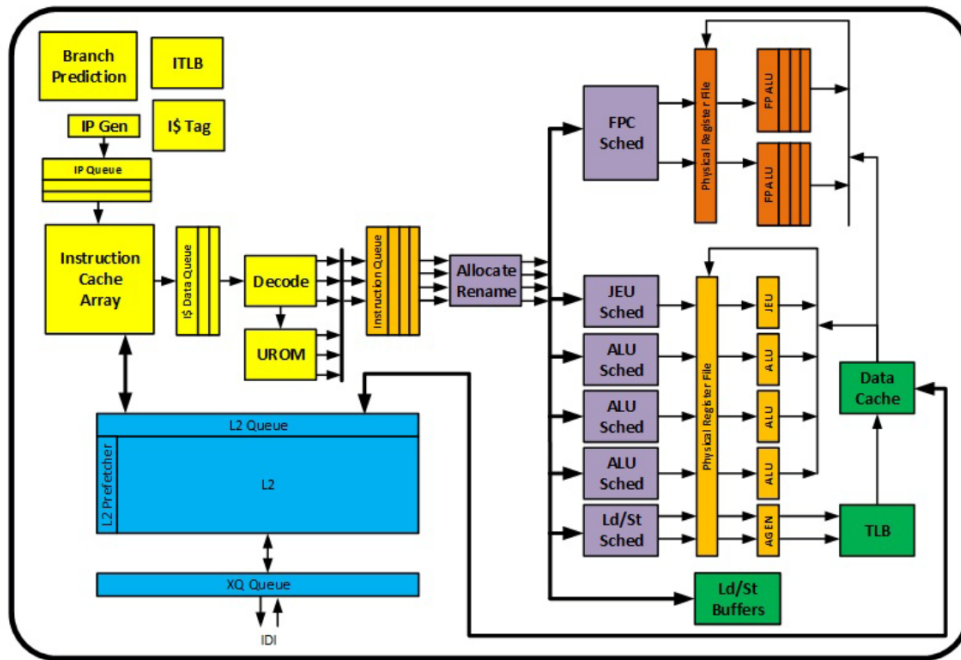 Branch
Prediction
ITLB
IP Gen
I$ Tag
IP Queue
Instruction
Cache
Array
I$ Data Queue
Decode
UROM
Instruction Queue
Allocate
Rename
FPC
Sched
Physical Register File
FP ALU
FP ALU
JEU
Sched
ALU
Sched
ALU
Sched
ALU
Sched
Ld/St
Sched
Physical Register File
JEU
ALU
ALU
ALU
AGEN
Data
Cache
TLB
Ld/St
Buffers
L2 Queue
L2 Prefetcher
L2
XQ Queue
IDI